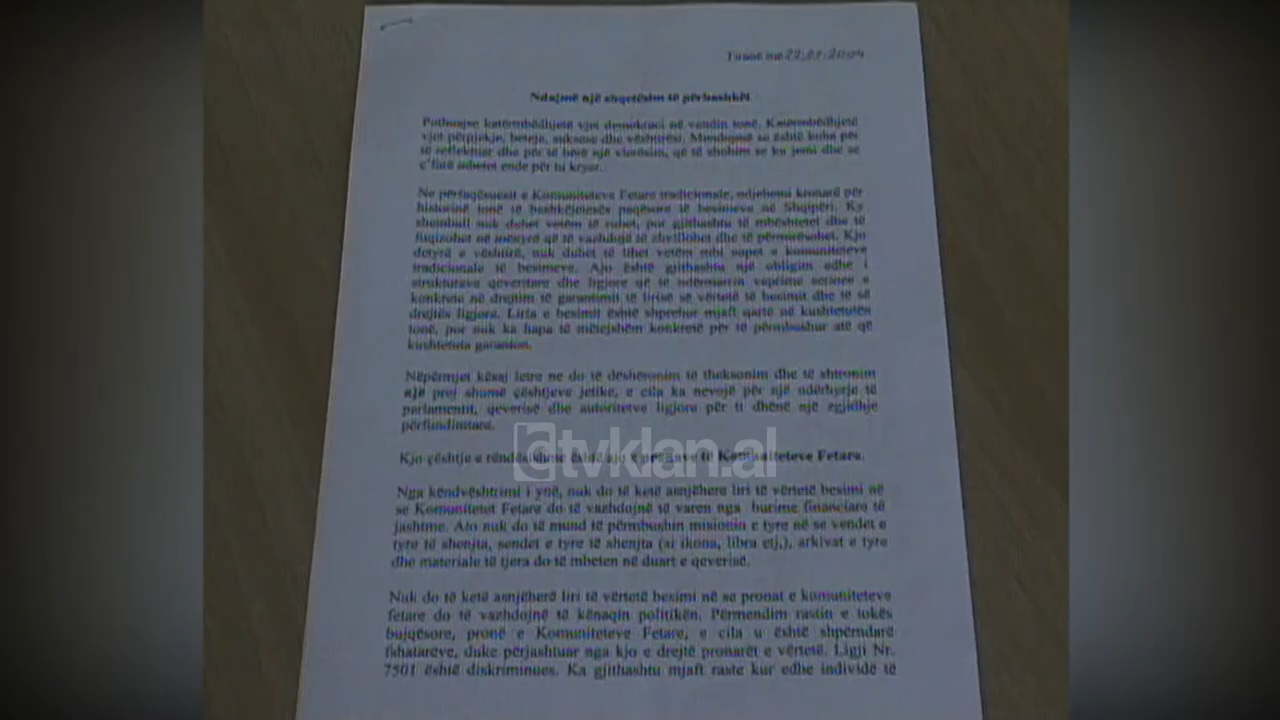 Tiranë më 22.01.2004
Ndajmë një shqetësim të përbashkët
Pothuajse katërmbëdhjetë vjet demokraci në vendin tonë. Katërmbëdhjetë
vjet përpjekje, beteja, suksese dhe vështirësi. Mendojmë se është koha për
të reflektuar dhe për të bërë një vlerësim, që të shohim se ku jemi dhe se
ç'farë mbetet ende për tu kryer.
Ne përfaqësuesit e Komuniteteve Fetare tradicionale, ndjehemi krenarë për
historinë tonë të bashkëjetesës paqësore të besimeve në Shqipëri. Ky
shembull nuk duhet vetëm të ruhet, por gjithashtu të mbështetet dhe të
fuqizohet në mënyrë që të vazhdojë të zhvillohet dhe të përmirësohet. Kjo
detyrë e vështirë, nuk duhet të lihet vetëm mbi supet e komuniteteve
tradicionale të besimeve. Ajo është gjithashtu një obligim edhe i
strukturave qeveritare dhe ligjore që të ndërmarrin veprime serioze e
konkrete në drejtim të garantimit të lirisë së vërtetë të besimit dhe të së
drejtës ligjore. Liria e besimit është shprehur mjaft qartë në kushtetutën
tonë, por nuk ka hapa të mëtejshëm konkretë për të përmbushur atë që
kushtetuta garanton.
Nëpërmjet kësaj letre ne do të dëshëronim të theksonim dhe të shtronim
një prej shumë çështjeve jetike, e cila ka nevojë për një ndërhyrje të
parlamentit, qeverisë dhe autoriteteve ligjore për ti dhënë një zgjidhje
përfundimtare.
Kjo çështje e rëndësishme është ajo e pronave të Komuniteteve Fetare.
Nga këndvështrimi i ynë, nuk do të ketë asnjëherë liri të vërtetë besimi në
se Komunitetet Fetare do të vazhdojnë të varen nga burime financiare të
jashtme. Ato nuk do të mund të përmbushin misionin e tyre në se vendet e
tyre të shenjta, sendet e tyre të shenjta (si ikona, libra etj,), arkivat e tyre
dhe materiale të tjera do të mbeten në duart e qeverisë.
Nuk do të ketë asnjëherë liri të vërtetë besimi në se pronat e komuniteteve
fetare do të vazhdojnë të kënaqin politikën. Përmendim rastin e tokës
bujqësore, pronë e Komuniteteve Fetare, e cila u është shpërndarë
fshatarëve, duke përjashtuar nga kjo e drejtë pronarët e vërtetë. Ligji Nr.
7501 është diskriminues. Ka gjithashtu mjaft raste kur edhe individë të
tvklan.al